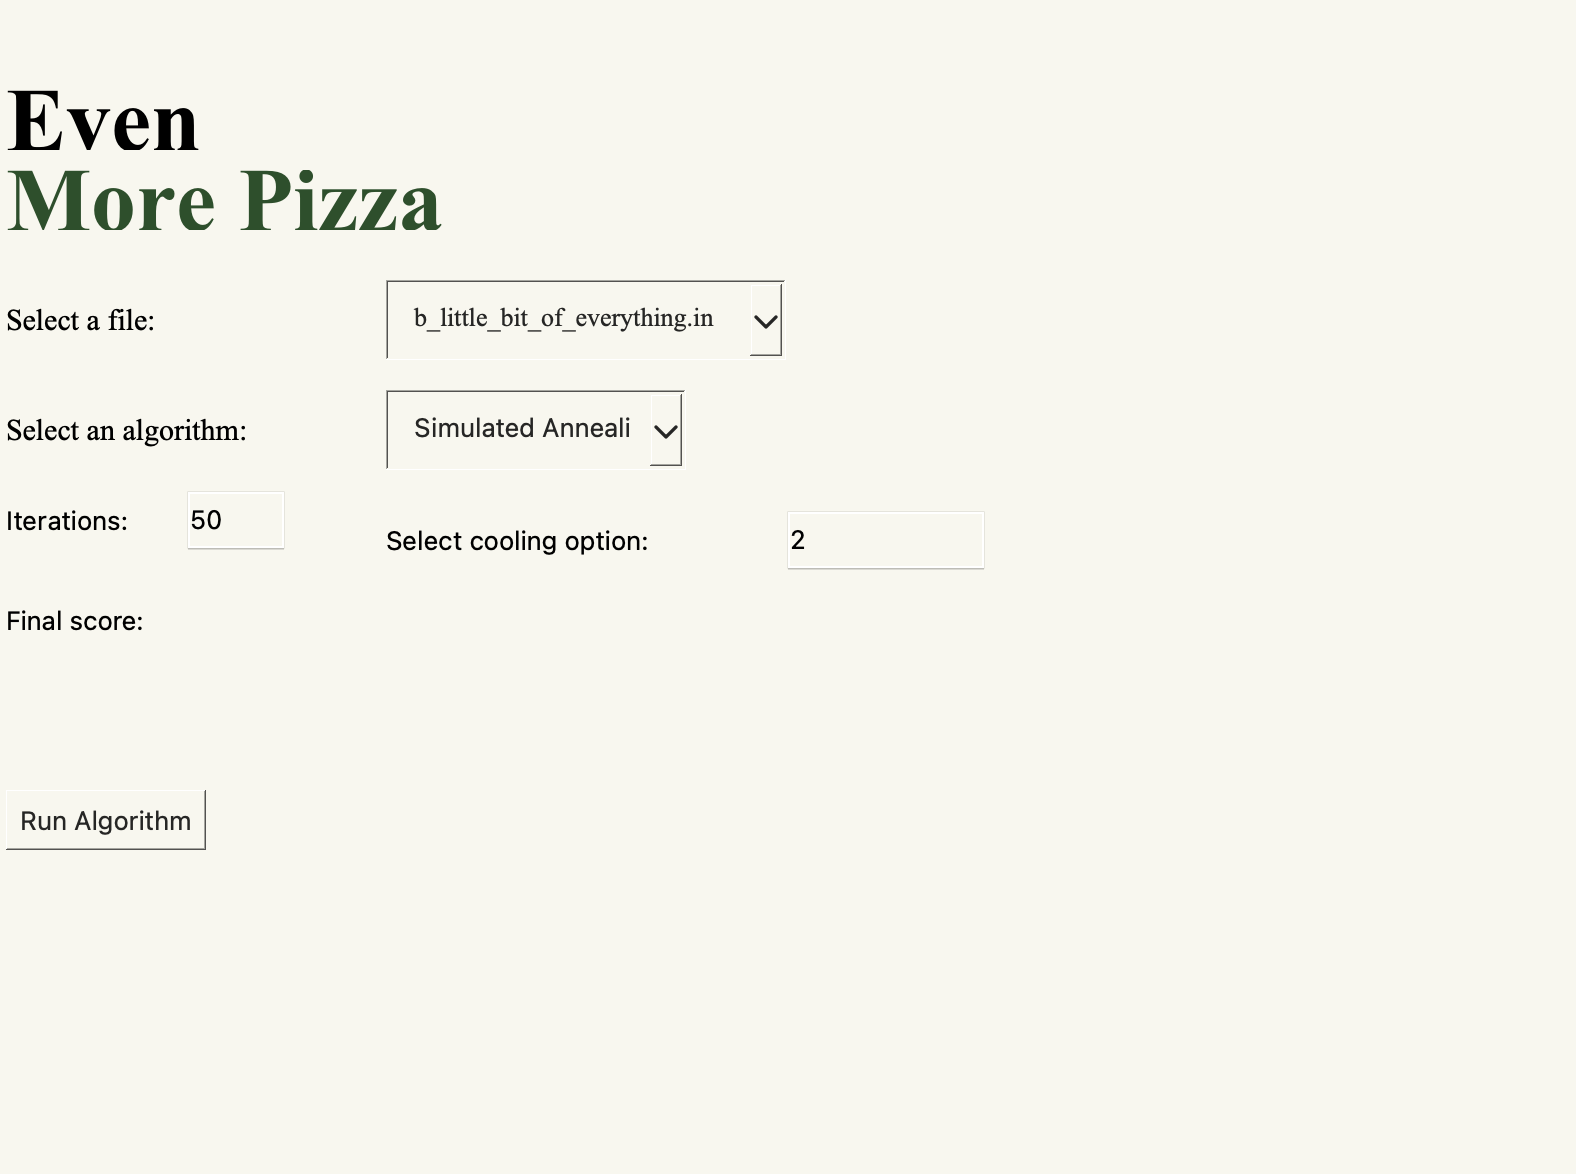 Even
More Pizza
Select a file: b_little_bit_of_everything.in
Select an algorithm: Simulated Anneali
Iterations: 50 Select cooling option: 2
Final score:
Run Algorithm